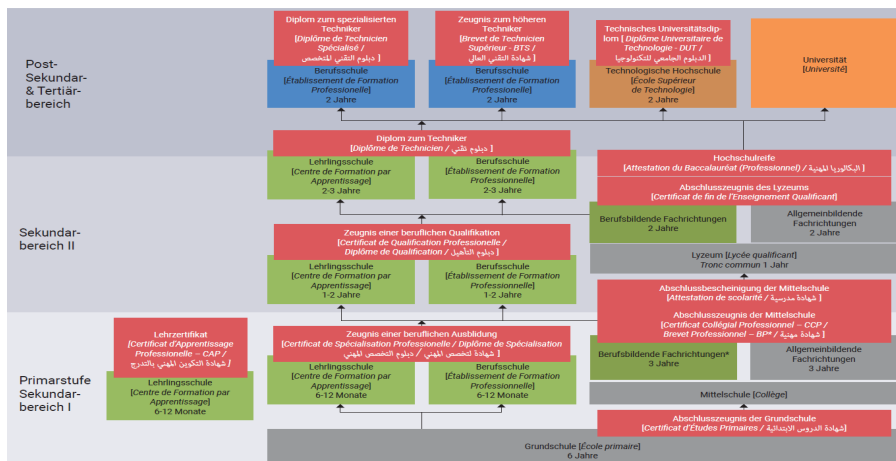 Post-
Sekundar-
& Tertiär-
bereich
Diplom zum spezialisierten
Techniker
[Diplôme de Technicien
Spécialisé / دبلوم التقني المتخصص ]
Berufsschule
[Établissement de Formation
Professionnelle]
2 Jahre
Zeugnis zum höheren
Techniker
[Brevet de Technicien
Supérieur - BTS /
شهادة التقني العالي ]
Berufsschule
[Établissement de Formation
Professionnelle]
2 Jahre
Technisches Universitätsdip-
lom [ Diplôme Universitaire de
Technologie - DUT /
الدبلوم الجامعي للتكنولوجيا ]
Technologische Hochschule
[École Supérieur
de Technologie]
2 Jahre
Universität
[Université]
Diplom zum Techniker
[Diplôme de Technicien / دبلوم تقني ]
Sekundar-
bereich II
Lehrlingsschule
[Centre de Formation par
Apprentissage]
2-3 Jahre
Berufsschule
[Établissement de Formation
Professionnelle]
2-3 Jahre
Hochschulreife
[Attestation du Baccalauréat (Professionnel) / البكالوريا المهنية ]
Abschlusszeugnis des Lyzeums
[Certificat de fin de l'Enseignement Qualificant]
Berufsbildende Fachrichtungen
2 Jahre
Allgemeinbildende
Fachrichtungen
2 Jahre
Lyzeum [Lycée qualificant]
Tronc commun 1 Jahr
Zeugnis einer beruflichen Qualifikation
[Certificat de Qualification Professionelle /
Diplôme de Qualification / دبلوم التأهيل ]
Lehrlingsschule
[Centre de Formation par
Apprentissage]
1-2 Jahre
Berufsschule
[Établissement de Formation
Professionnelle]
1-2 Jahre
Abschlussbescheinigung der Mittelschule
[Attestation de scolarité / شهادة مدرسية ]
Abschlusszeugnis der Mittelschule
[Certificat Collégial Professionnel – CCP /
Brevet Professionnel – BP* / شهادة مهنية ]
Berufsbildende Fachrichtungen*
3 Jahre
Allgemeinbildende
Fachrichtungen
3 Jahre
Mittelschule [Collège]
Primarstufe
Sekundar-
bereich I
Lehrzertifikat
[Certificat d'Apprentissage
Professionelle – CAP /
شهادة التكوين المهني بالتدرج ]
Lehrlingsschule
[Centre de Formation par
Apprentissage]
6-12 Monate
Zeugnis einer beruflichen Ausblidung
[Certificat de Spécialisation Professionelle / Diplôme de Spécialisation
شهادة لتخصص المهني / دبلوم التخصص المهني ]
Lehrlingsschule
[Centre de Formation par
Apprentissage]
6-12 Monate
Berufsschule
[Établissement de Formation
Professionnelle]
6-12 Monate
Abschlusszeugnis der Grundschule
[Certificat d'Études Primaires / شهادة الدروس الابتدائية ]
Grundschule [École primaire]
6 Jahre